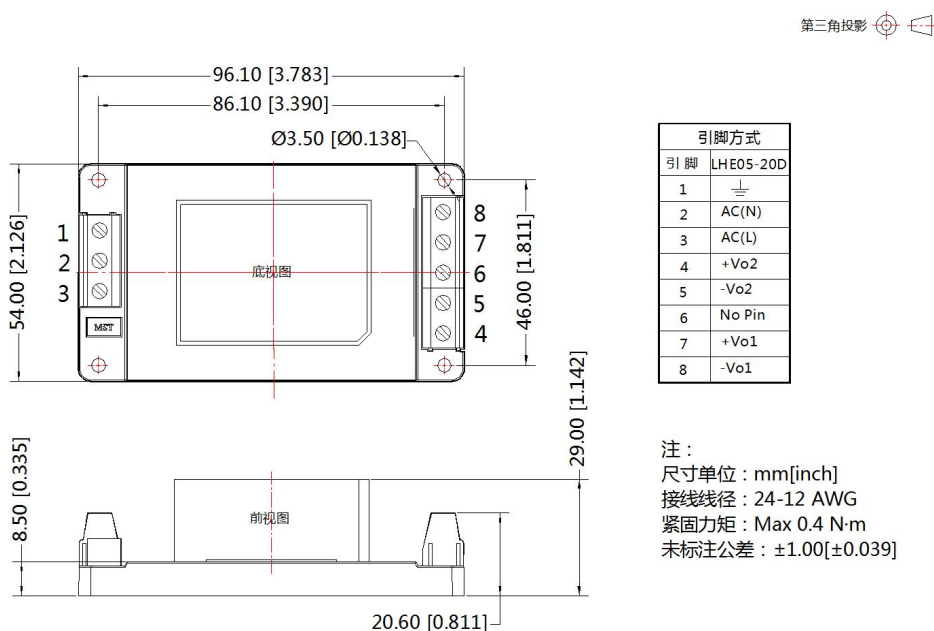 第三角投影
96.10 [3.783]
86.10 [3.390]
Ø3.50 [Ø0.138]
54.00 [2.126]
1
2
3
MST
底视图
8
7
6
5
4
46.00 [1.811]
引脚方式
引 脚 LHE05-20D
1
2 AC(N)
3 AC(L)
4 +Vo2
5 -Vo2
6 No Pin
7 +Vo1
8 -Vo1
8.50 [0.335]
前视图
29.00 [1.142]
20.60 [0.811]
注：
尺寸单位：mm[inch]
接线线径：24-12 AWG
紧固力矩：Max 0.4 N·m
未标注公差：±1.00[±0.039]